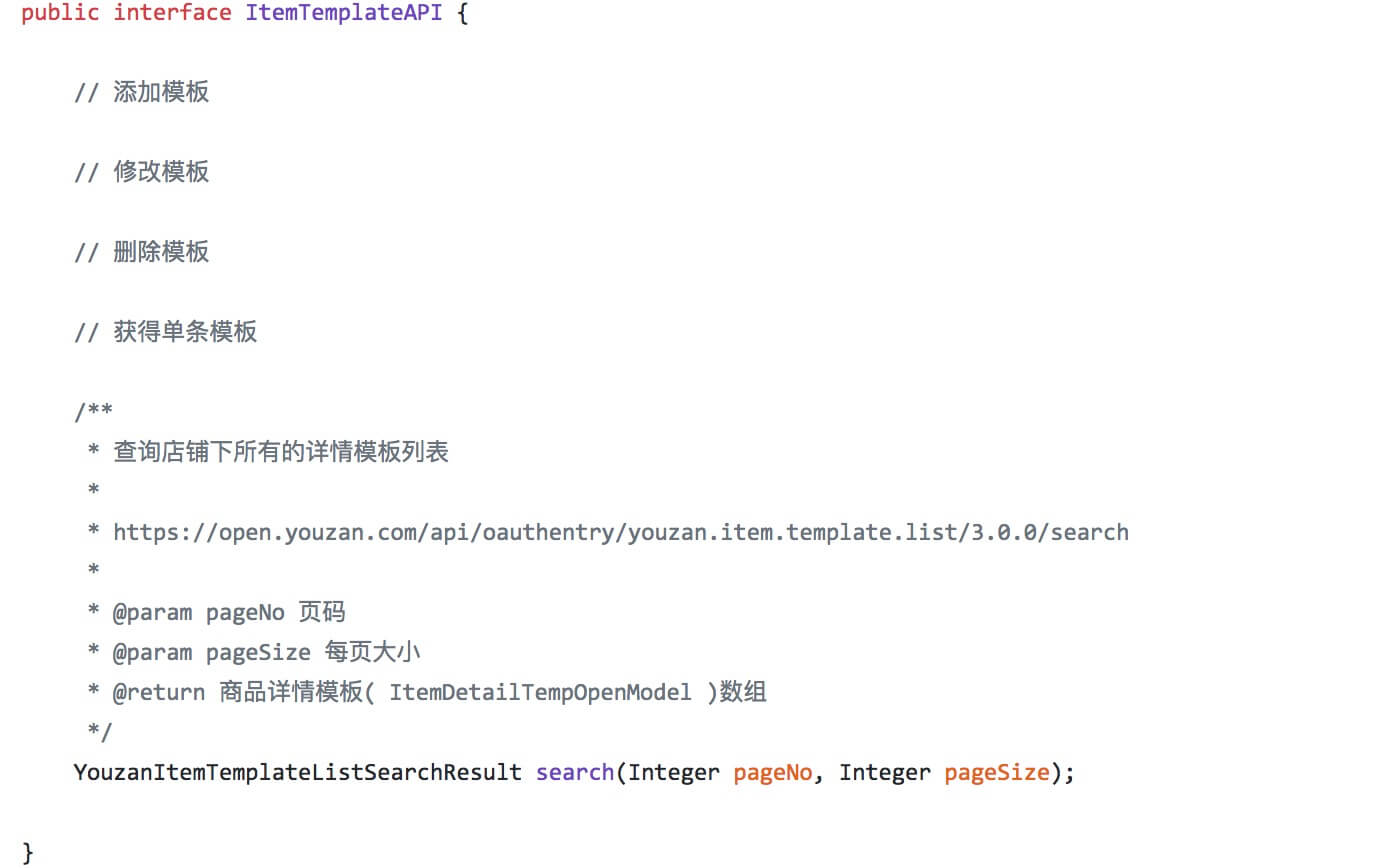 public interface ItemTemplateAPI {
// 添加模板
// 修改模板
// 删除模板
// 获得单条模板
/**
* 查询店铺下所有的详情模板列表
*
* https://open.youzan.com/api/oauthentry/youzan.item.template.list/3.0.0/search
*
* @param pageNo 页码
* @param pageSize 每页大小
* @return 商品详情模板( ItemDetailTempOpenModel )数组
*/
YouzanItemTemplateListSearchResult search(Integer pageNo, Integer pageSize);
}